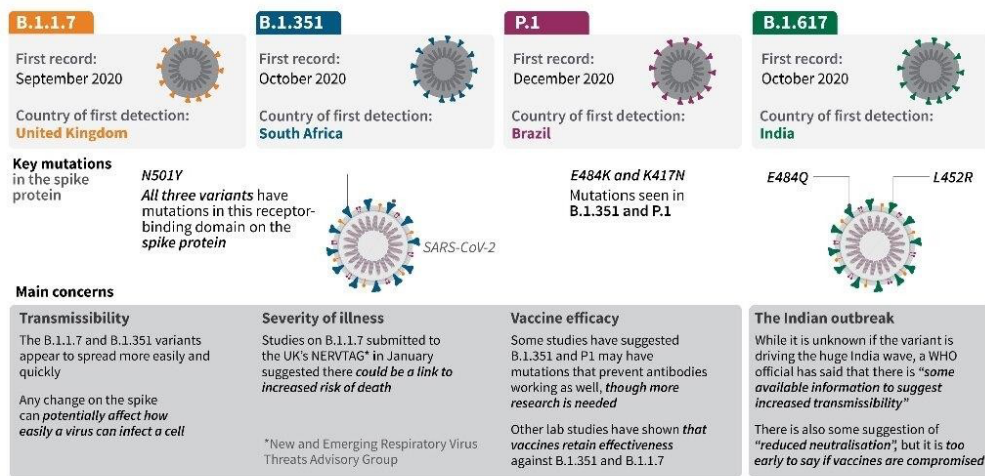 B.1.1.7
First record:
September 2020
Country of first detection:
United Kingdom
B.1.351
First record:
October 2020
Country of first detection:
South Africa
P.1
First record:
December 2020
Country of first detection:
Brazil
B.1.617
First record:
October 2020
Country of first detection:
India
Key mutations
in the spike
protein
N501Y
All three variants have
mutations in this receptor-
binding domain on the
spike protein
SARS-CoV-2
E484K and K417N
Mutations seen in
B.1.351 and P.1
E484Q
L452R
Main concerns
Transmissibility
The B.1.1.7 and B.1.351 variants
appear to spread more easily and
quickly
Any change on the spike
can potentially affect how
easily a virus can infect a cell
Severity of illness
Studies on B.1.1.7 submitted to
the UK's NERVTAG* in January
suggested there could be a link to
increased risk of death
*New and Emerging Respiratory Virus
Threats Advisory Group
Vaccine efficacy
Some studies have suggested
B.1.351 and P1 may have
mutations that prevent antibodies
working as well, though more
research is needed
Other lab studies have shown that
vaccines retain effectiveness
against B.1.351 and B.1.1.7
The Indian outbreak
While it is unknown if the variant is
driving the huge India wave, a WHO
official has said that there is "some
available information to suggest
increased transmissibility"
There is also some suggestion of
"reduced neutralisation", but it is too
early to say if vaccines are compromised